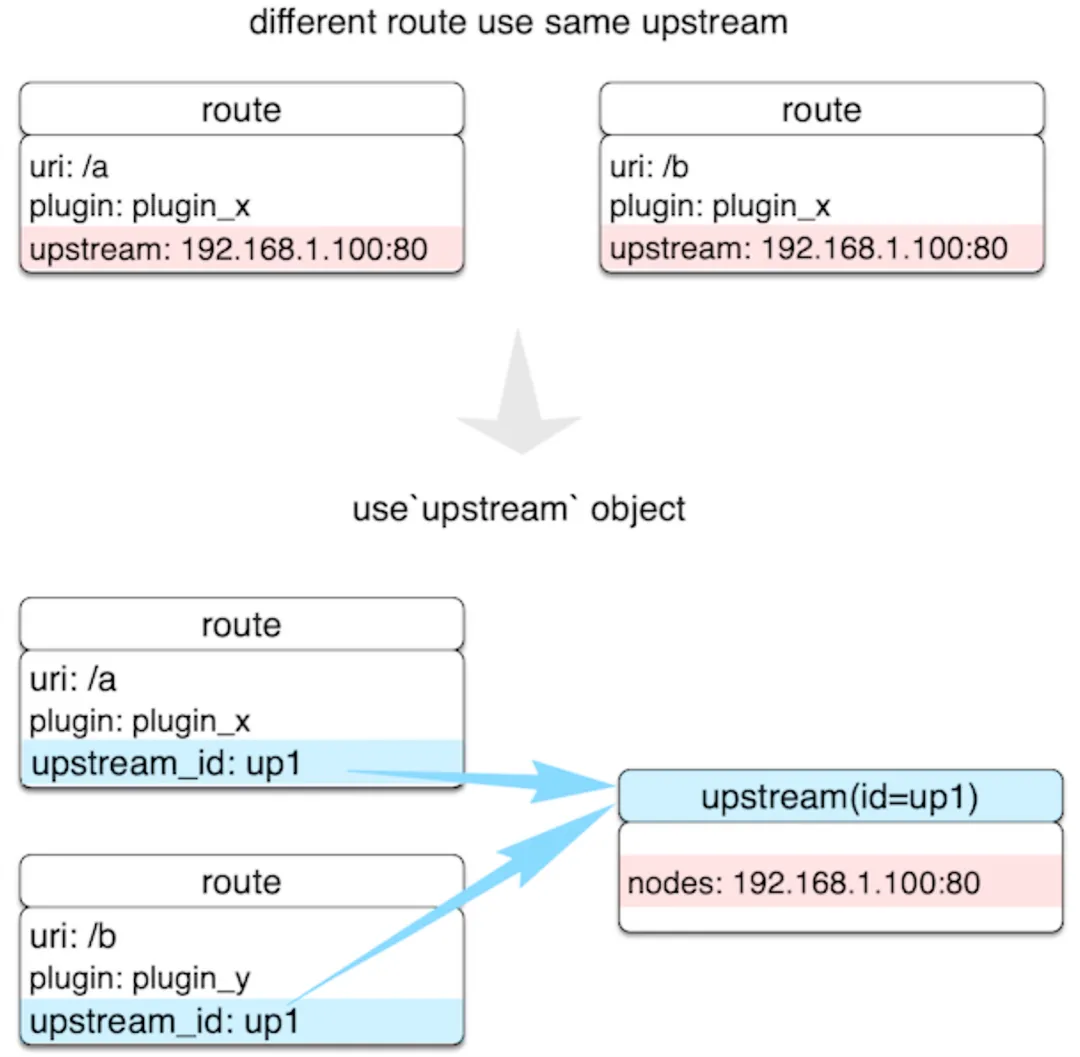 different route use same upstream
route
uri: /a
plugin: plugin_x
upstream: 192.168.1.100:80
route
uri: /b
plugin: plugin_x
upstream: 192.168.1.100:80
use`upstream` object
route
uri: /a
plugin: plugin_x
upstream_id: up1
route
uri: /b
plugin: plugin_y
upstream_id: up1
upstream(id=up1)
nodes: 192.168.1.100:80